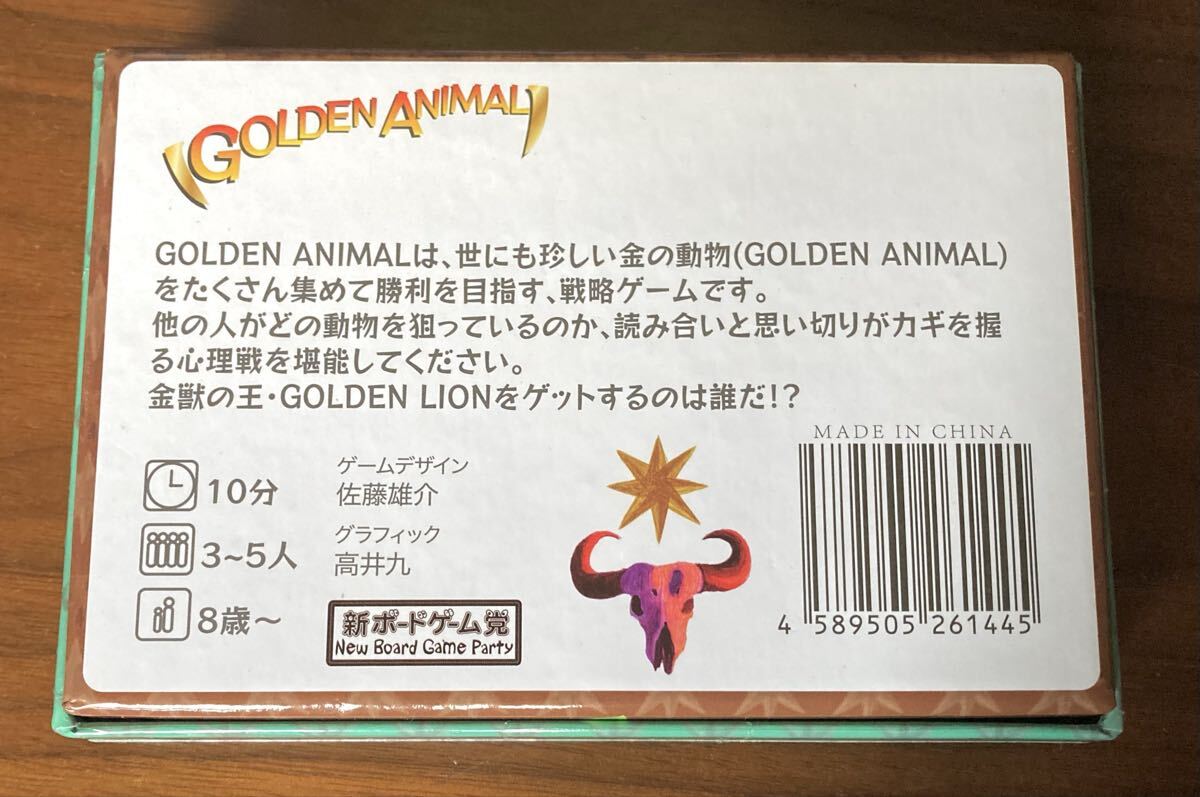 GOLDEN ANIMAL
GOLDEN ANIMALは、世にも珍しい金の動物(GOLDEN ANIMAL)
をたくさん集めて勝利を目指す、戦略ゲームです。
他の人がどの動物を狙っているのか、読み合いと思い切りがカギを握
る心理戦を堪能してください。
金獣の王・GOLDEN LIONをゲットするのは誰だ!?
10分
3~5人
8歳~
ゲームデザイン
佐藤雄介
グラフィック
高井九
新ボードゲーム党
New Board Game Party
MADE IN CHINA
4 589505 261445